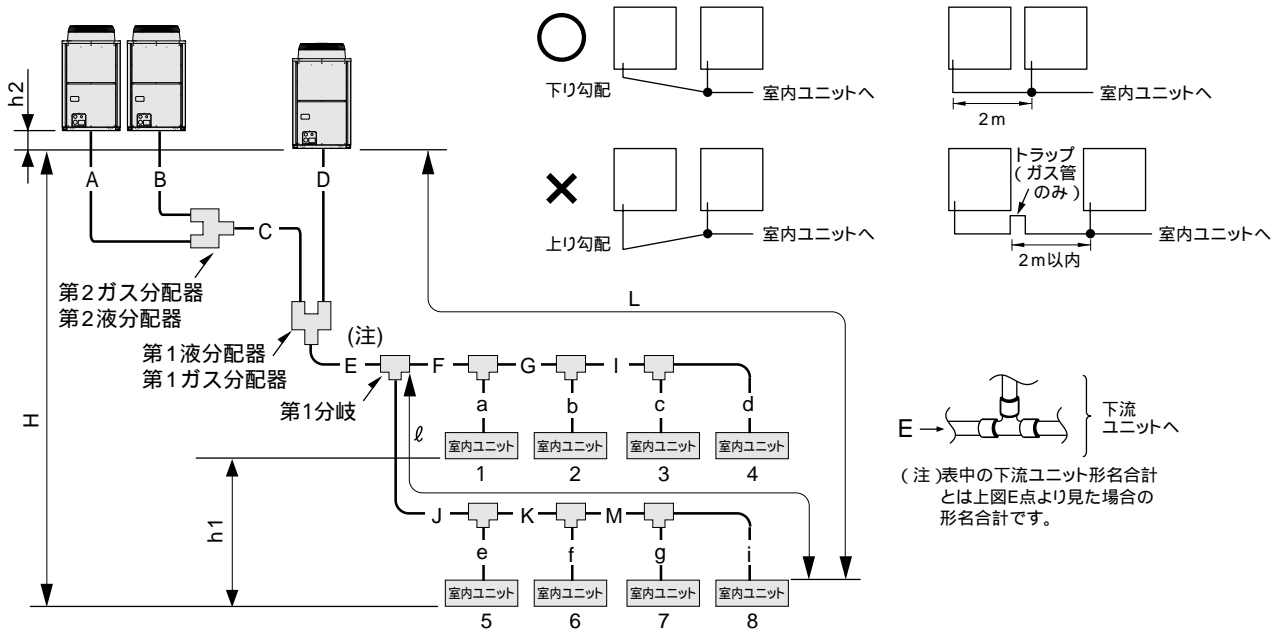 h2
A
B
D
C
第2ガス分配器
第2液分配器
第1液分配器
第1ガス分配器
(注)
E
F
G
I
第1分岐
a
b
c
d
ℓ
L
H
h1
室内ユニット
室内ユニット
室内ユニット
室内ユニット
1
2
3
4
J
K
M
e
f
g
i
室内ユニット
室内ユニット
室内ユニット
室内ユニット
5
6
7
8
下り勾配
室内ユニットへ
室内ユニットへ
2m
上り勾配
室内ユニットへ
トラップ
(ガス管
のみ)
室内ユニットへ
2m以内
E
下流
ユニットへ
(注)表中の下流ユニット形名合計
とは上図E点より見た場合の
形名合計です。